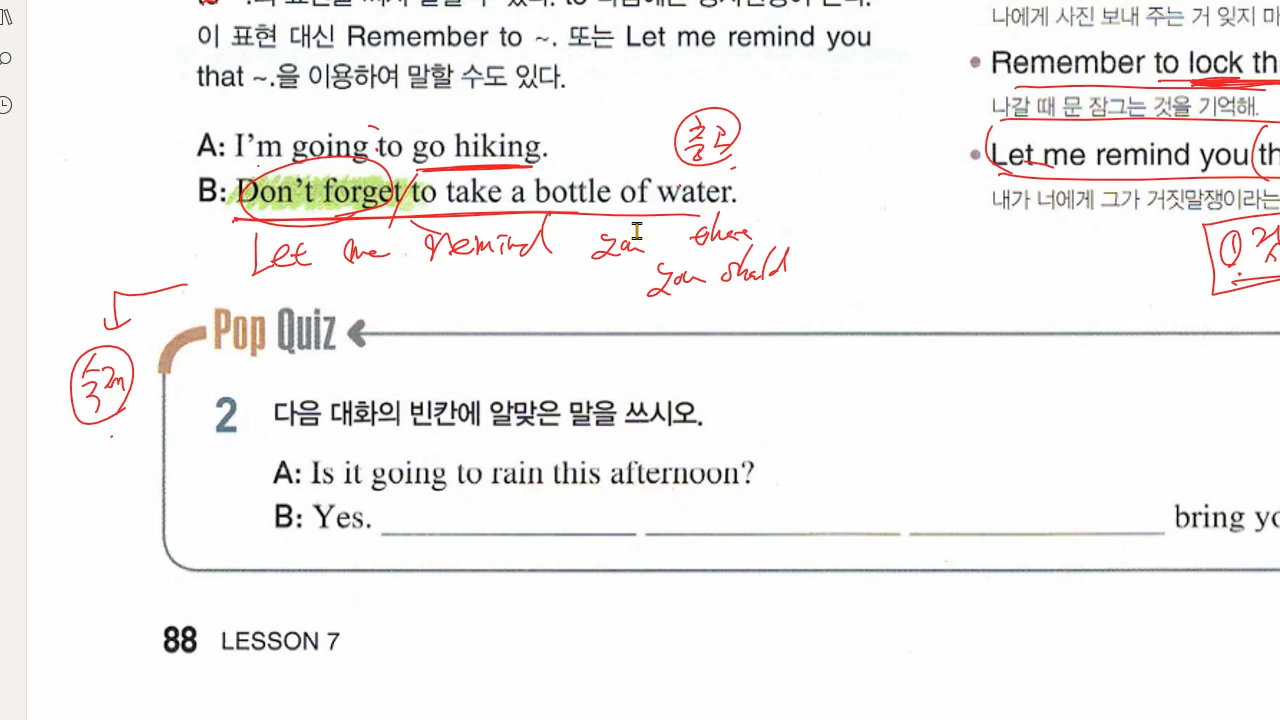 이 표현 대신 Remember to ~. 또는 Let me remind you
that ~.을 이용하여 말할 수도 있다.
A: I'm going to go hiking.
B: Don't forget to take a bottle of water.
Let me remind you
you should
나에게 사진 보내 주는 거 잊지 마
Remember to lock th
나갈 때 문 잠그는 것을 기억해.
Let me remind you th
내가 너에게 그가 거짓말쟁이라는
Pop Quiz
2 다음 대화의 빈칸에 알맞은 말을 쓰시오.
A: Is it going to rain this afternoon?
B: Yes. bring yo
88 LESSON 7